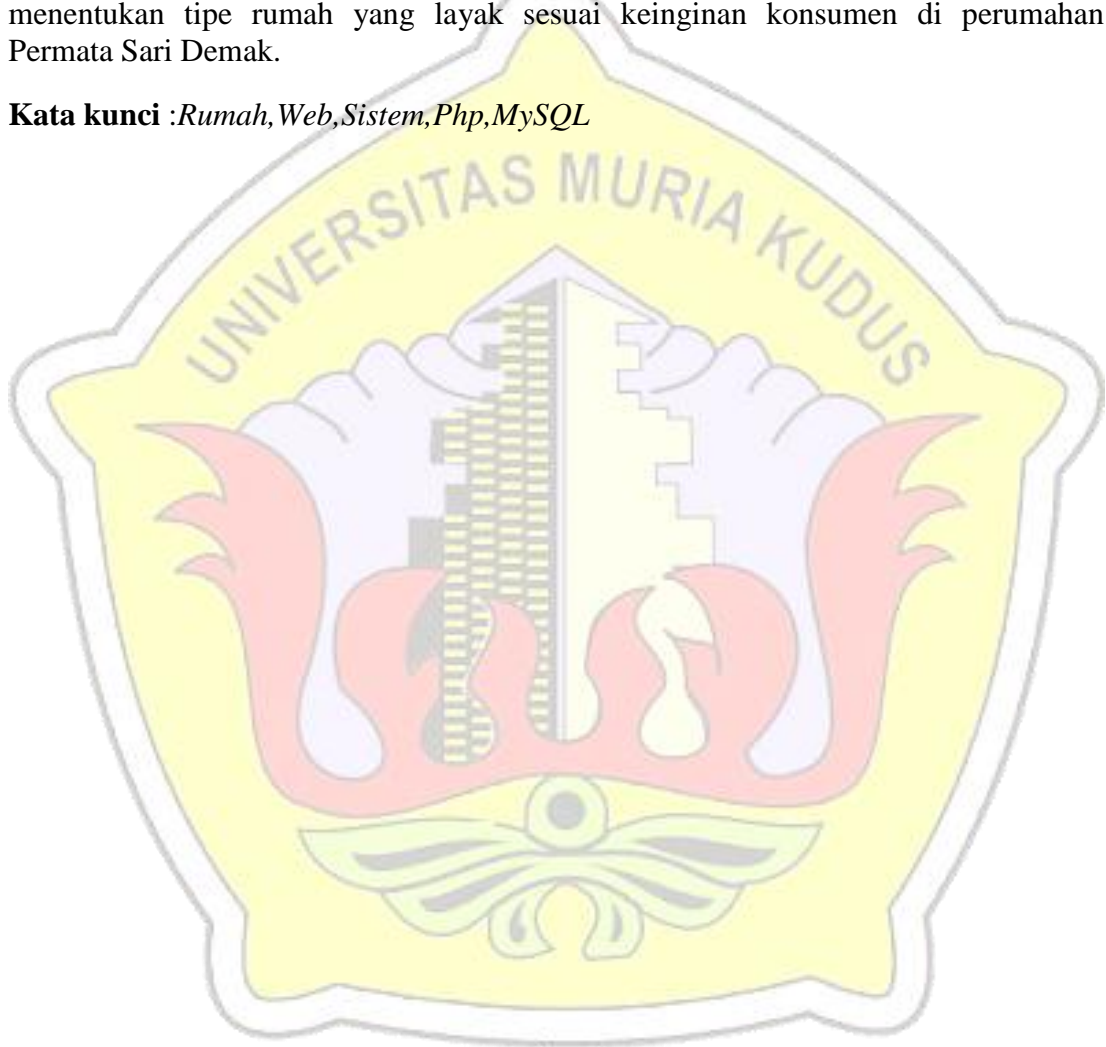 menentukan tipe rumah yang layak sesuai keinginan konsumen di perumahan
Permata Sari Demak.
Kata kunci :Rumah,Web,Sistem,Php,MySQL
UNIVERSITAS MURIA KUDUS